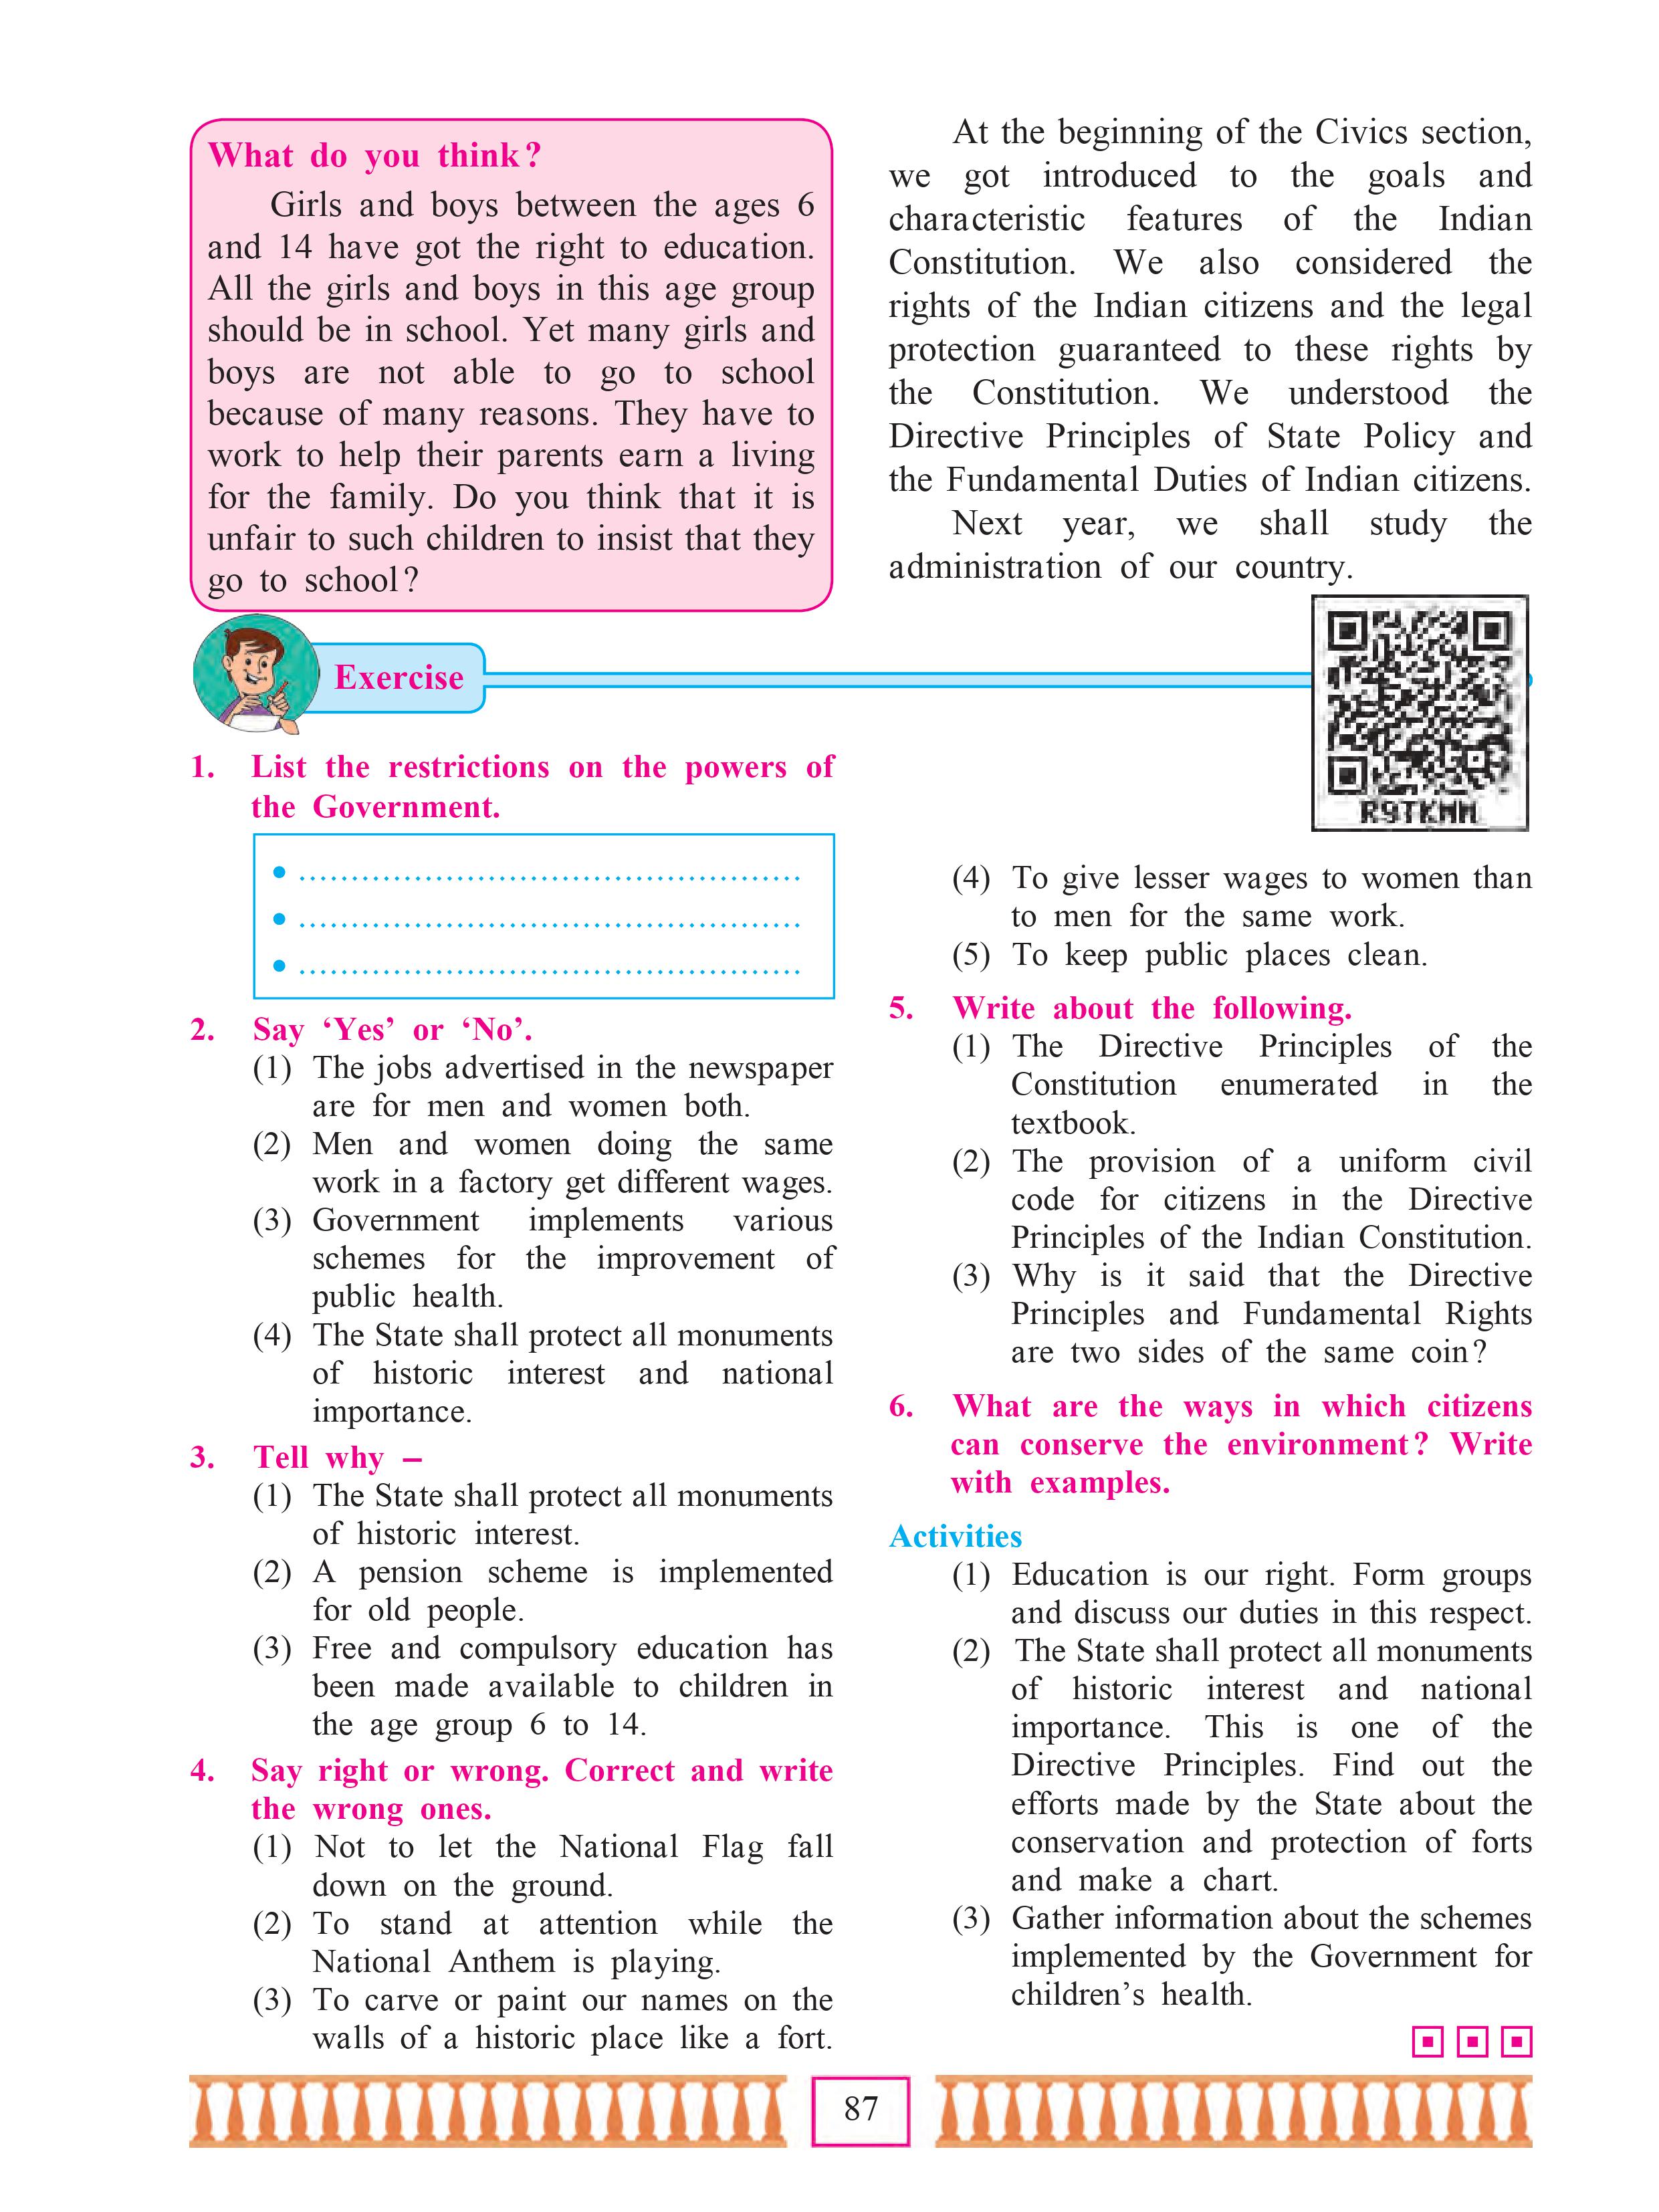 What do you think?
Girls and boys between the ages 6
and 14 have got the right to education.
All the girls and boys in this age group
should be in school. Yet many girls and
boys are not able to go to school
because of many reasons. They have to
work to help their parents earn a living
for the family. Do you think that it is
unfair to such children to insist that they
go to school?
At the beginning of the Civics section,
we got introduced to the goals and
characteristic features of the Indian
Constitution. We also considered the
rights of the Indian citizens and the legal
protection guaranteed to these rights by
the Constitution. We understood the
Directive Principles of State Policy and
the Fundamental Duties of Indian citizens.
Next year, we shall study the
administration of our country.
R9TKMM
Exercise
1. List the restrictions on the powers of
the Government.
• ................................................
• ................................................
• ................................................
2. Say ‘Yes’ or ‘No’.
(1) The jobs advertised in the newspaper
are for men and women both.
(2) Men and women doing the same
work in a factory get different wages.
(3) Government implements various
schemes for the improvement of
public health.
(4) The State shall protect all monuments
of historic interest and national
importance.
3. Tell why –
(1) The State shall protect all monuments
of historic interest.
(2) A pension scheme is implemented
for old people.
(3) Free and compulsory education has
been made available to children in
the age group 6 to 14.
4. Say right or wrong. Correct and write
the wrong ones.
(1) Not to let the National Flag fall
down on the ground.
(2) To stand at attention while the
National Anthem is playing.
(3) To carve or paint our names on the
walls of a historic place like a fort.
(4) To give lesser wages to women than
to men for the same work.
(5) To keep public places clean.
5. Write about the following.
(1) The Directive Principles of the
Constitution enumerated in the
textbook.
(2) The provision of a uniform civil
code for citizens in the Directive
Principles of the Indian Constitution.
(3) Why is it said that the Directive
Principles and Fundamental Rights
are two sides of the same coin?
6. What are the ways in which citizens
can conserve the environment? Write
with examples.
Activities
(1) Education is our right. Form groups
and discuss our duties in this respect.
(2) The State shall protect all monuments
of historic interest and national
importance. This is one of the
Directive Principles. Find out the
efforts made by the State about the
conservation and protection of forts
and make a chart.
(3) Gather information about the schemes
implemented by the Government for
children’s health.
87